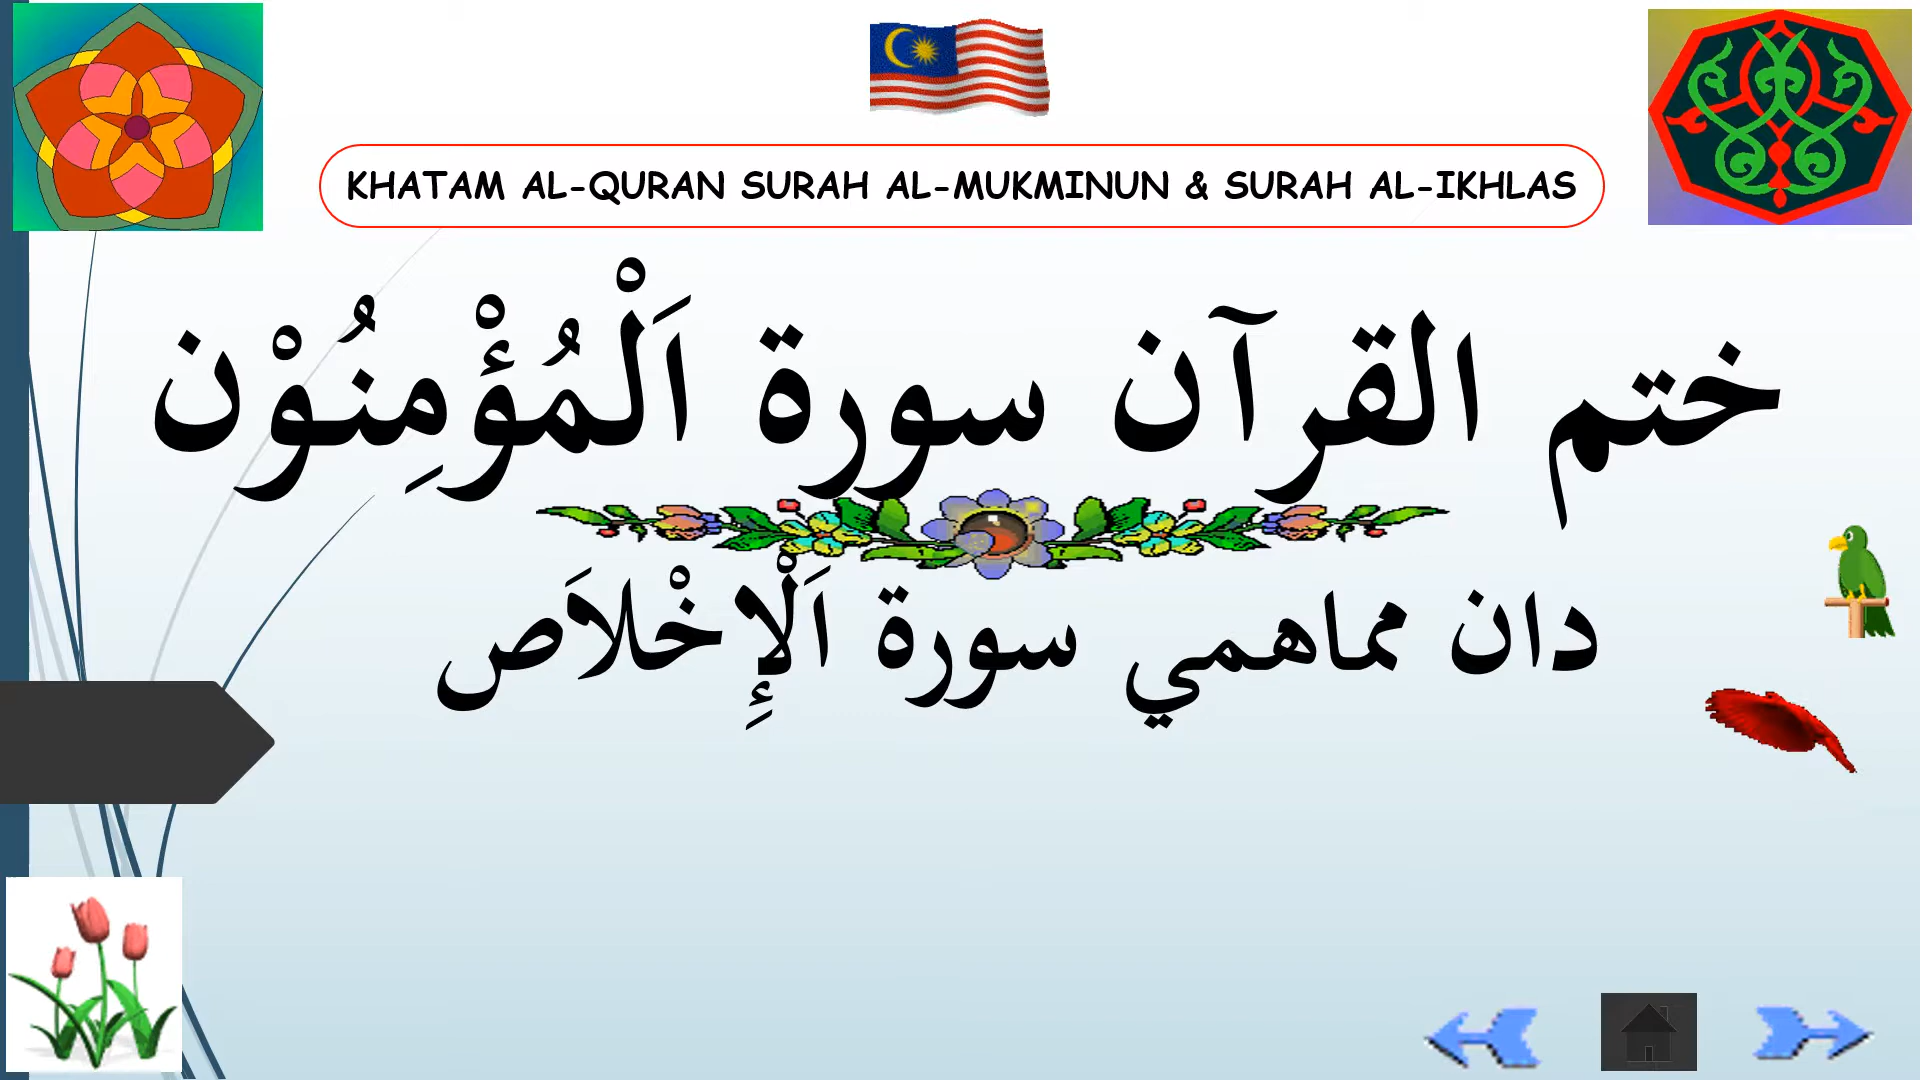 KHATAM AL-QURAN SURAH AL-MUKMINUN & SURAH AL-IKHLAS
ختم القرآن سورة اَلْمُؤْمِنُوْن
دان مماهمي سورة اَلْإِخْلاَص